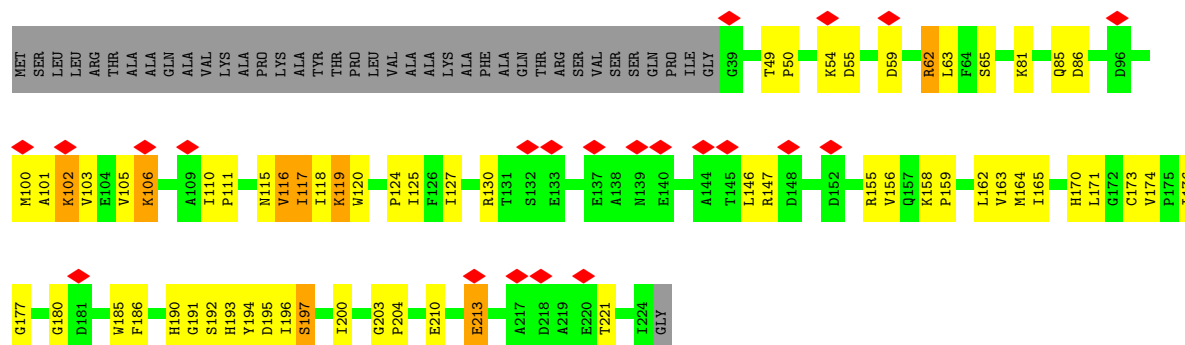 MET SER LEU LEU ARG THR ALA ALA GLN ALA VAL LYS ALA PRO LYS ALA TYR THR PRO LEU VAL ALA ALA LYS ALA PHE ALA GLN THR ARG SER VAL SER SER GLN PRO ILE GLY G39 T49 P50 K54 D55 D59 R62 L63 F64 S65 K81 Q85 D86 D96
M100 A101 K102 V103 E104 V105 K106 A109 I110 P111 N115 V116 I117 I118 K119 W120 P124 I125 F126 I127 R130 T131 S132 E133 E137 A138 N139 E140 A144 T145 L146 R147 D148 D152 R155 V156 Q157 K158 P159 L162 V163 M164 I165 H170 L171 G172 C173 V174 P175
G177 G180 D181 W185 F186 H190 G191 S192 H193 Y194 D195 I196 S197 I200 G203 P204 E210 E213 A217 D218 A219 E220 T221 I224 GLY